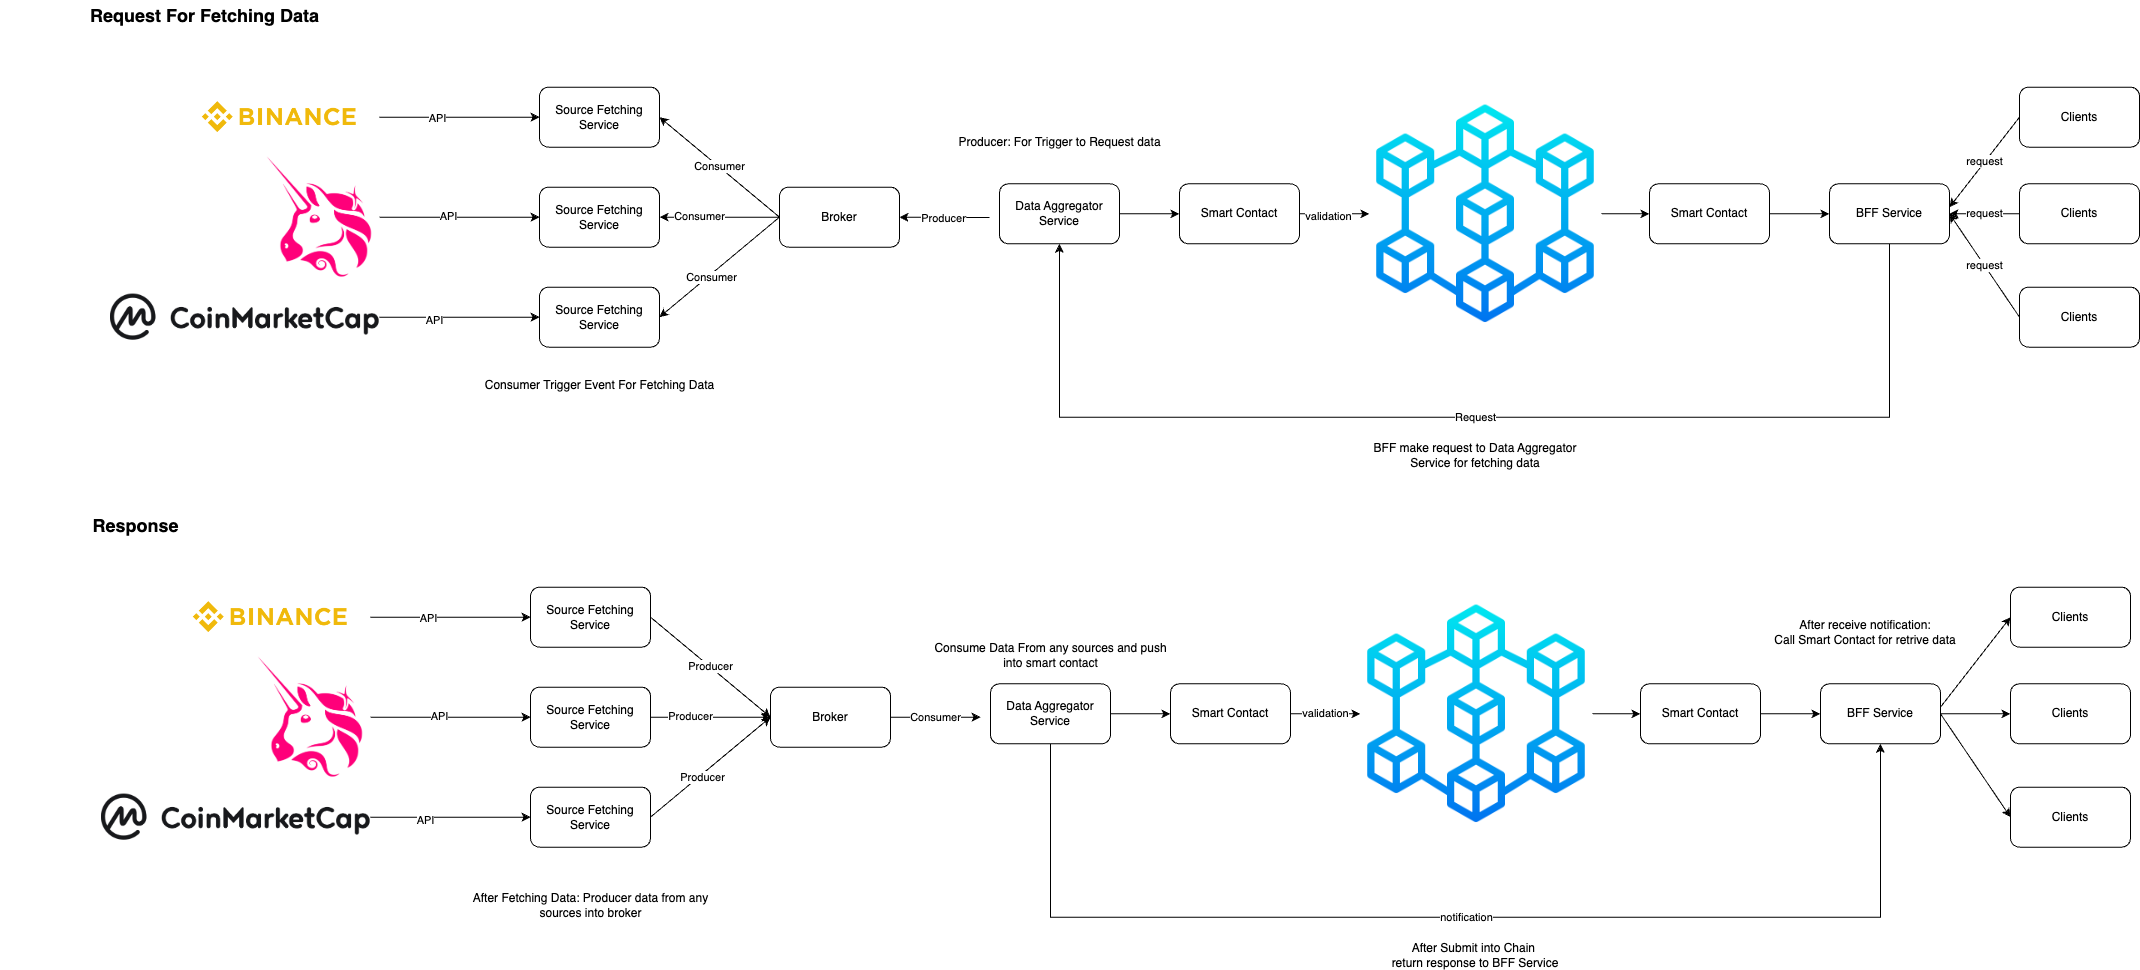 Request For Fetching Data
BINANCE
API
Source Fetching
Service
Consumer
API
Source Fetching
Service
Consumer
CoinMarketCap
API
Source Fetching
Service
Consumer
Consumer Trigger Event For Fetching Data
Broker
Producer
Producer: For Trigger to Request data
Data Aggregator
Service
Smart Contact
validation
Smart Contact
BFF Service
request
request
request
Clients
Clients
Clients
Request
BFF make request to Data Aggregator
Service for fetching data
Response
BINANCE
API
Source Fetching
Service
Producer
API
Source Fetching
Service
Producer
CoinMarketCap
API
Source Fetching
Service
Producer
After Fetching Data: Producer data from any
sources into broker
Broker
Consumer
Consume Data From any sources and push
into smart contact
Data Aggregator
Service
Smart Contact
validation
Smart Contact
After receive notification:
Call Smart Contact for retrive data
BFF Service
Clients
Clients
Clients
notification
After Submit into Chain
return response to BFF Service